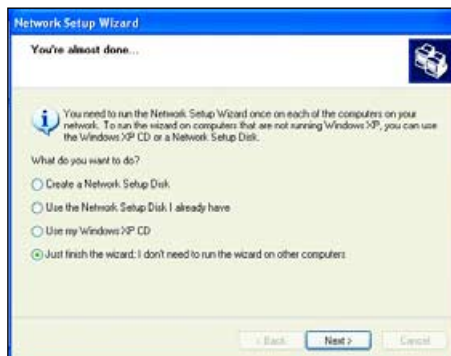 Network Setup Wizard
You're almost done...
You need to run the Network Setup Wizard once on each of the computers on your
network. To run the wizard on computers that are not running Windows XP, you can use
the Windows XP CD or a Network Setup Disk.
What do you want to do?
Create a Network Setup Disk
Use the Network Setup Disk I already have
Use my Windows XP CD
Just finish the wizard; I don't need to run the wizard on other computers
< Back
Next >
Cancel